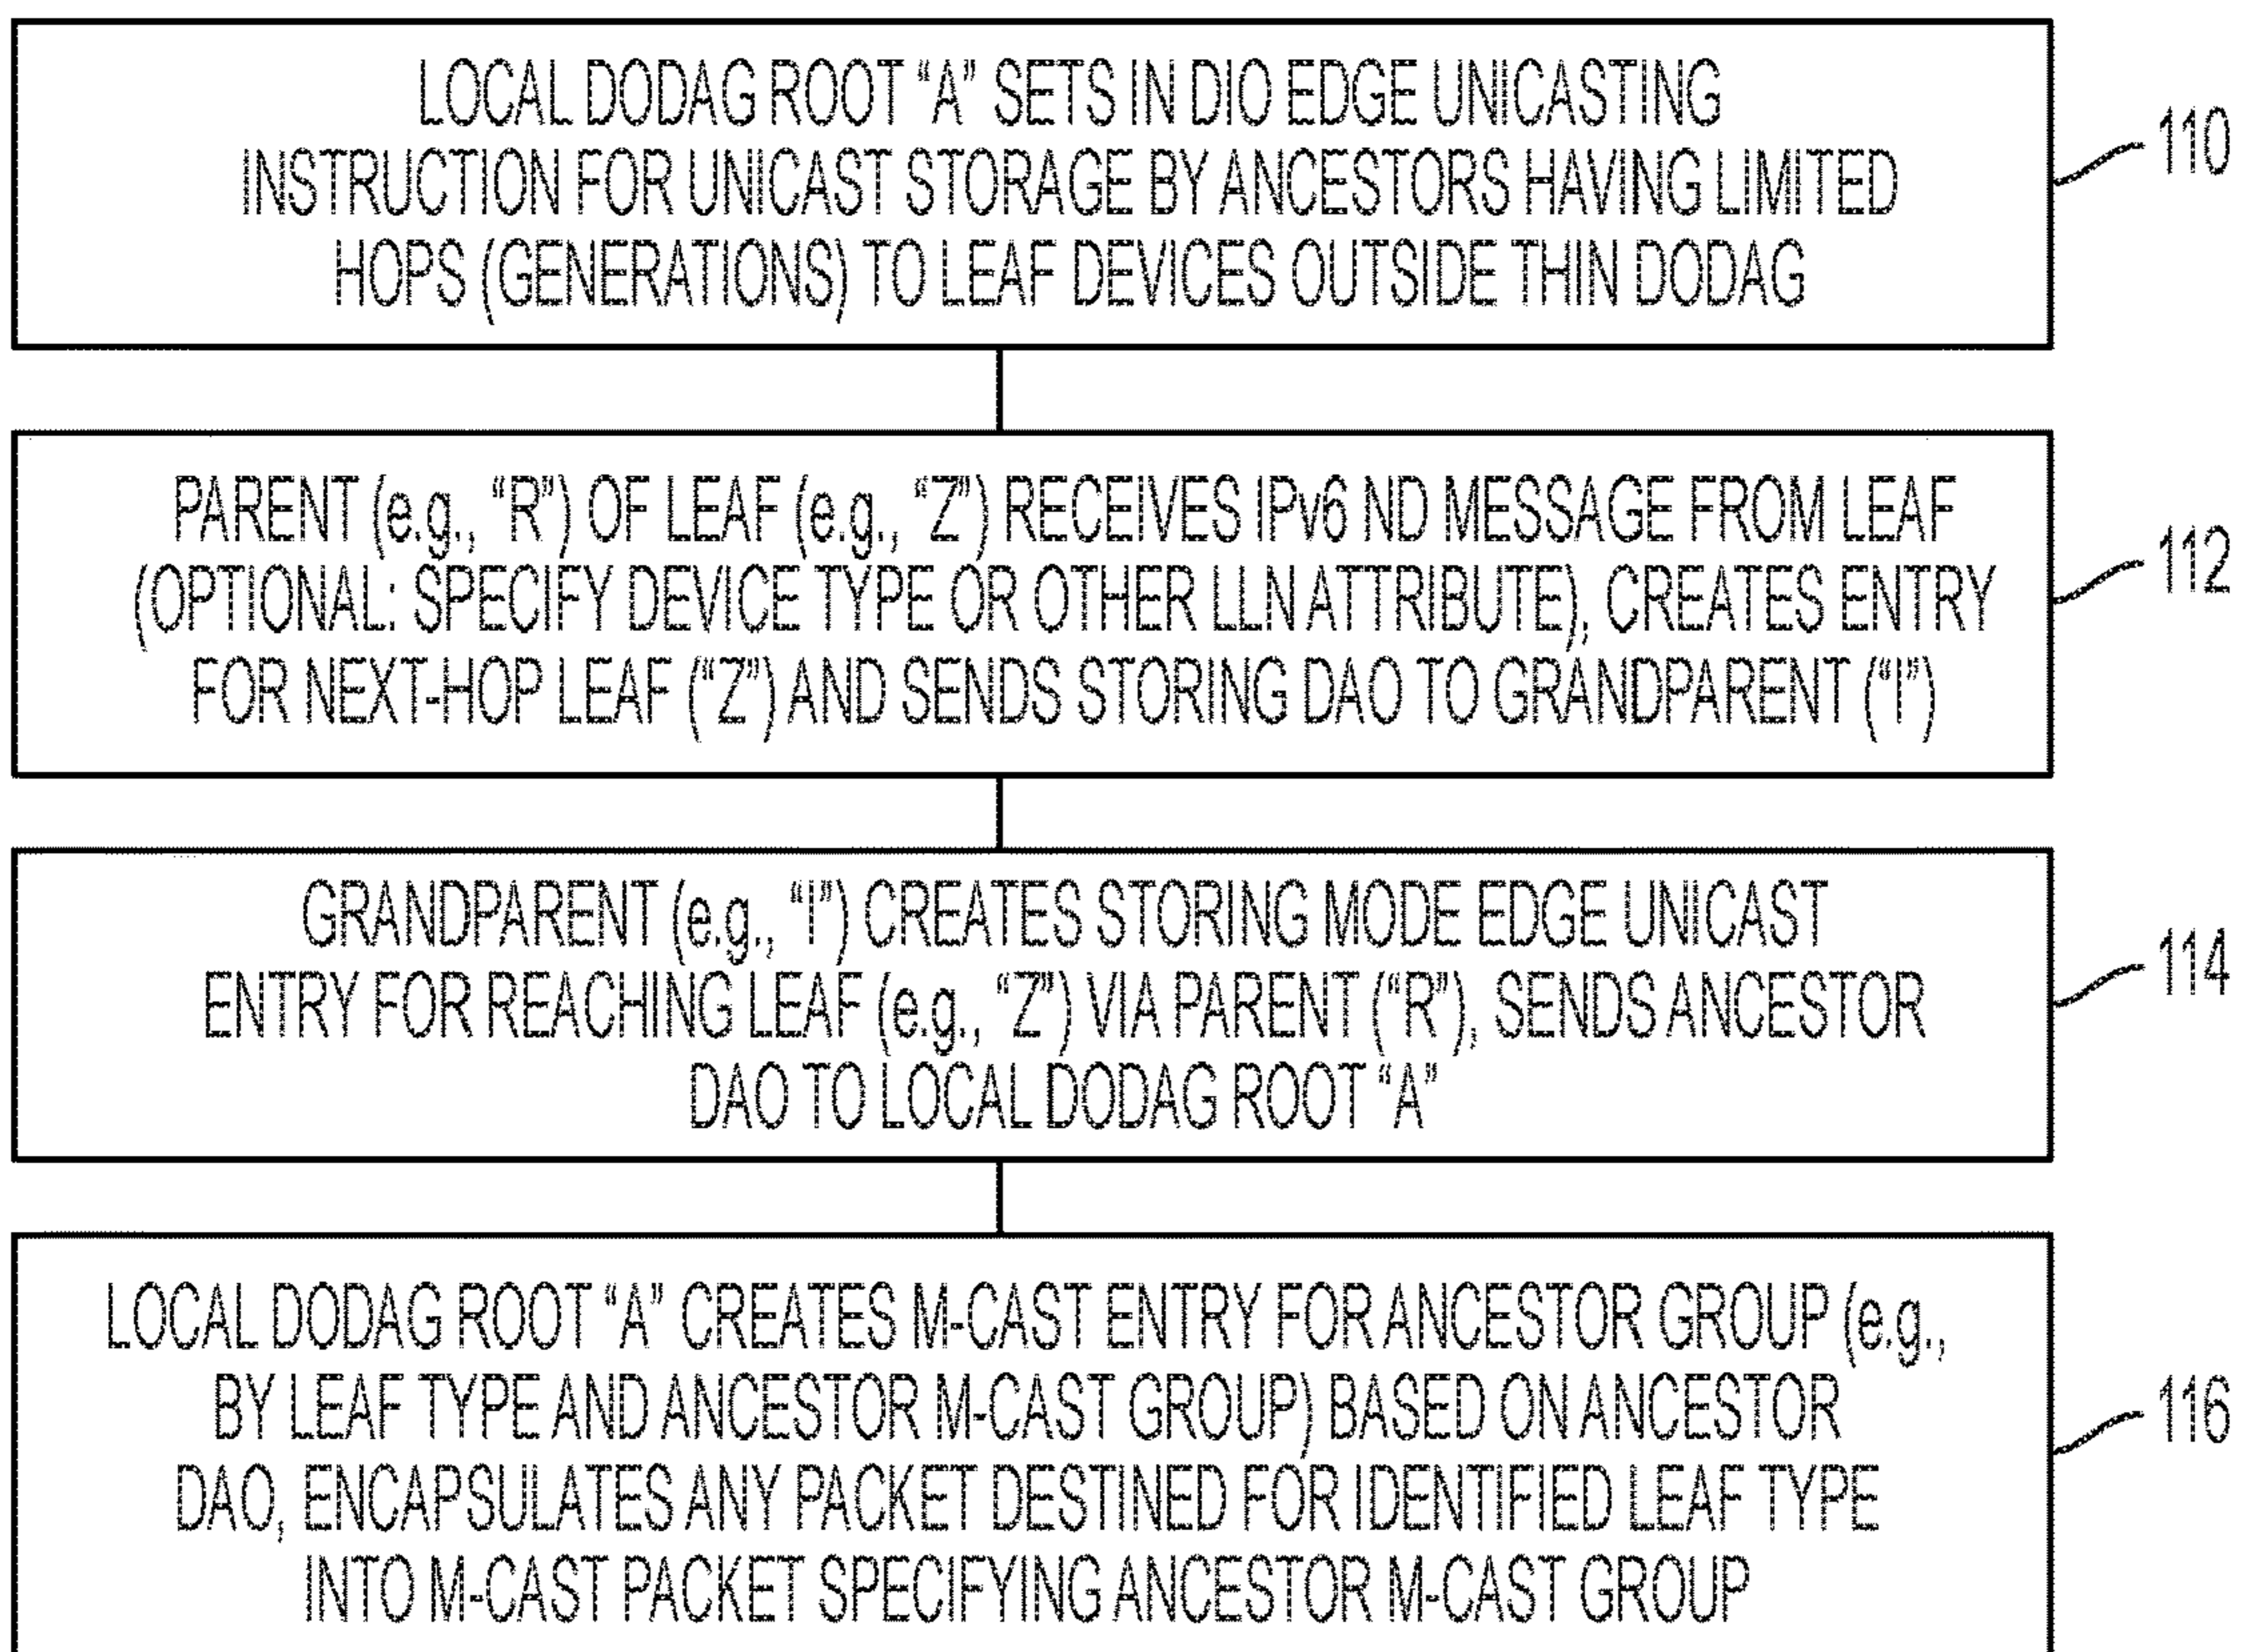 LOCAL DODAG ROOT “A” SETS IN DIO EDGE UNICASTING
INSTRUCTION FOR UNICAST STORAGE BY ANCESTORS HAVING LIMITED
HOPS (GENERATIONS) TO LEAF DEVICES OUTSIDE THIN DODAG
110
PARENT (e.g., “R”) OF LEAF (e.g., “Z”) RECEIVES IPv6 ND MESSAGE FROM LEAF
(OPTIONAL: SPECIFY DEVICE TYPE OR OTHER LLN ATTRIBUTE), CREATES ENTRY
FOR NEXT-HOP LEAF (“Z”) AND SENDS STORING DAO TO GRANDPARENT (“I”)
112
GRANDPARENT (e.g., “I”) CREATES STORING MODE EDGE UNICAST
ENTRY FOR REACHING LEAF (e.g., “Z”) VIA PARENT (“R”), SENDS ANCESTOR
DAO TO LOCAL DODAG ROOT “A”
114
LOCAL DODAG ROOT “A” CREATES M-CAST ENTRY FOR ANCESTOR GROUP (e.g.,
BY LEAF TYPE AND ANCESTOR M-CAST GROUP) BASED ON ANCESTOR
DAO, ENCAPSULATES ANY PACKET DESTINED FOR IDENTIFIED LEAF TYPE
INTO M-CAST PACKET SPECIFYING ANCESTOR M-CAST GROUP
116